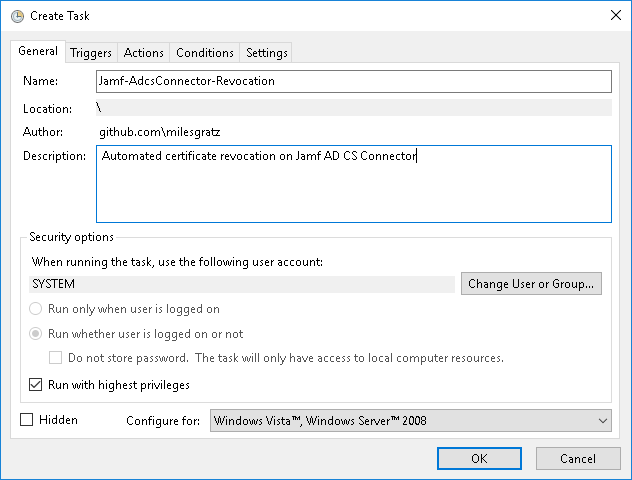 Create Task
General Triggers Actions Conditions Settings
Name: Jamf-AdcsConnector-Revocation
Location: \
Author: github.com\milesgratz
Description: Automated certificate revocation on Jamf AD CS Connector
Security options
When running the task, use the following user account:
SYSTEM Change User or Group...
Run only when user is logged on
Run whether user is logged on or not
Do not store password. The task will only have access to local computer resources.
Run with highest privileges
Hidden Configure for: Windows Vista™, Windows Server™ 2008
OK Cancel